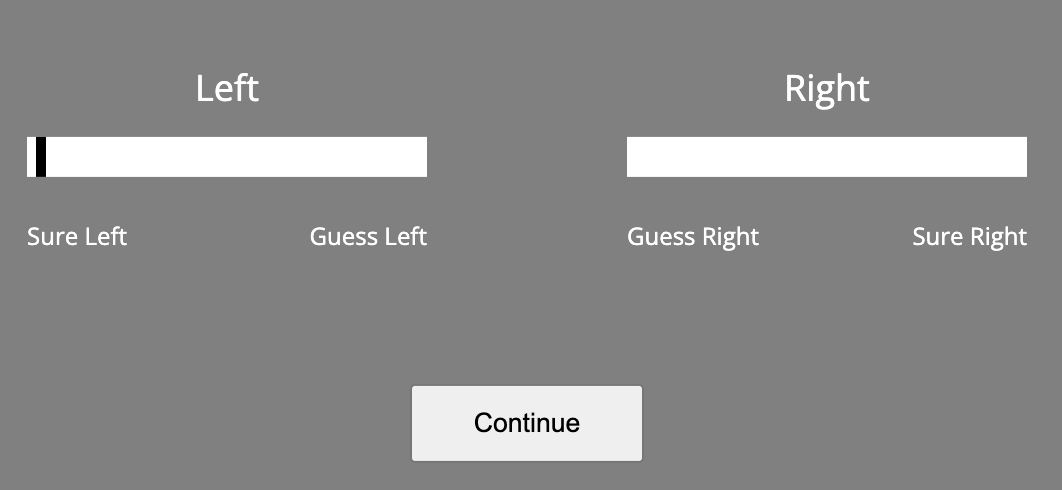 Left
Right
Sure Left
Guess Left
Guess Right
Sure Right
Continue